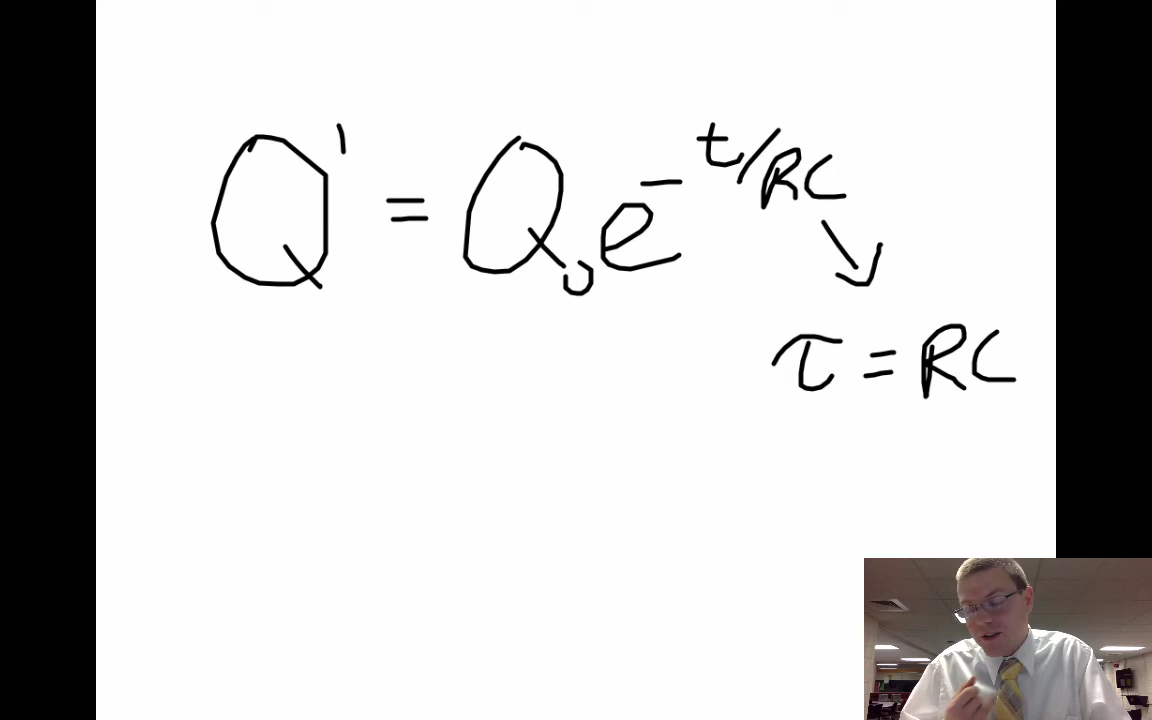 Q' = Q₀e^-t/RC
τ = RC